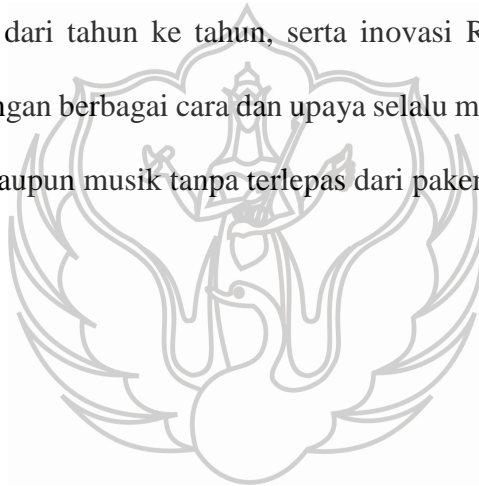 dari tahun ke tahun, serta inovasi R
ngan berbagai cara dan upaya selalu m
aupun musik tanpa terlepas dari paker